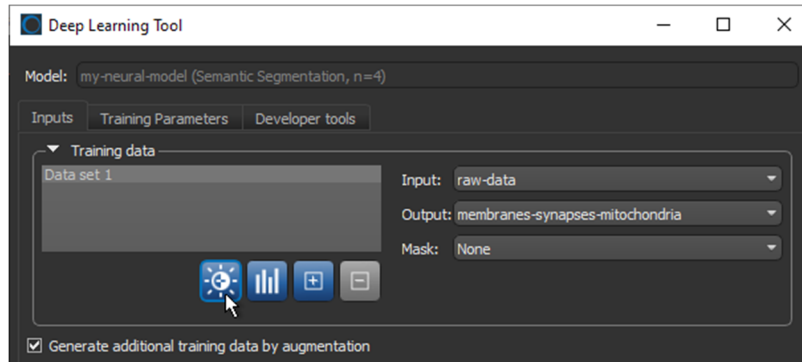 Deep Learning Tool
Model: my-neural-model (Semantic Segmentation, n=4)
Inputs Training Parameters Developer tools
Training data
Data set 1
Input: raw-data
Output: membranes-synapses-mitochondria
Mask: None
Generate additional training data by augmentation